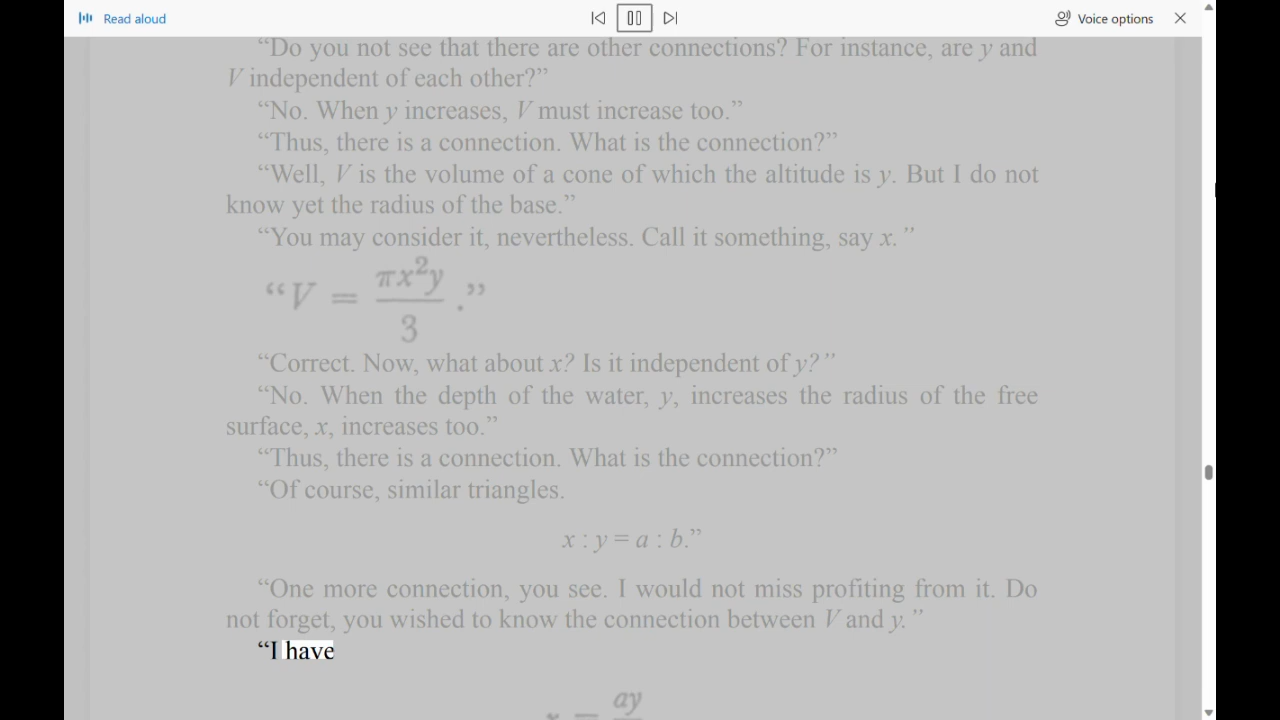 Read aloud
Voice options
“Do you not see that there are other connections? For instance, are y and
V independent of each other?”
“No. When y increases, V must increase too.”
“Thus, there is a connection. What is the connection?”
“Well, V is the volume of a cone of which the altitude is y. But I do not
know yet the radius of the base.”
“You may consider it, nevertheless. Call it something, say x.”
“V = πx²y / 3 .”
“Correct. Now, what about x? Is it independent of y?”
“No. When the depth of the water, y, increases the radius of the free
surface, x, increases too.”
“Thus, there is a connection. What is the connection?”
“Of course, similar triangles.
x : y = a : b.”
“One more connection, you see. I would not miss profiting from it. Do
not forget, you wished to know the connection between V and y.”
“I have
x = ay